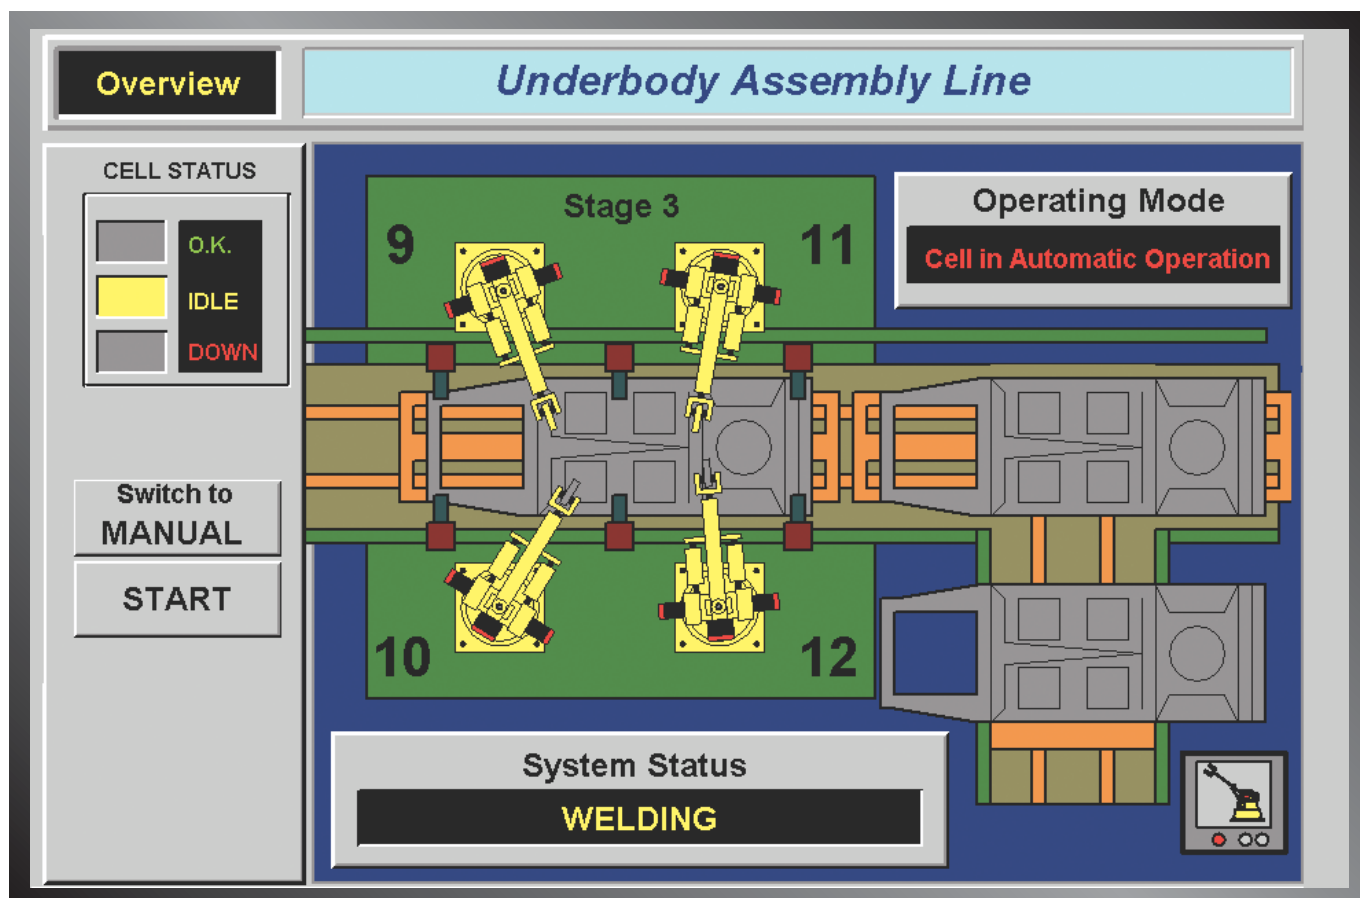 Overview
Underbody Assembly Line
CELL STATUS
O.K.
IDLE
DOWN
Switch to
MANUAL
START
Stage 3
9
11
10
12
Operating Mode
Cell in Automatic Operation
System Status
WELDING